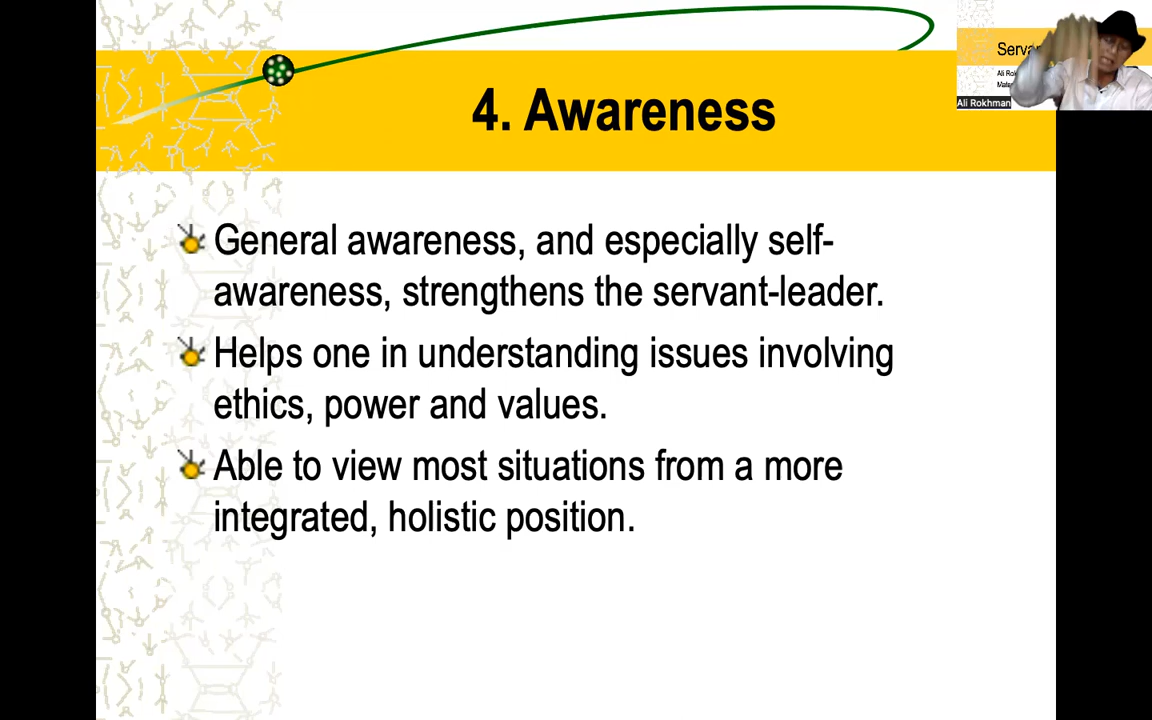 4. Awareness
General awareness, and especially self-
awareness, strengthens the servant-leader.
Helps one in understanding issues involving
ethics, power and values.
Able to view most situations from a more
integrated, holistic position.
Ali Rokhman